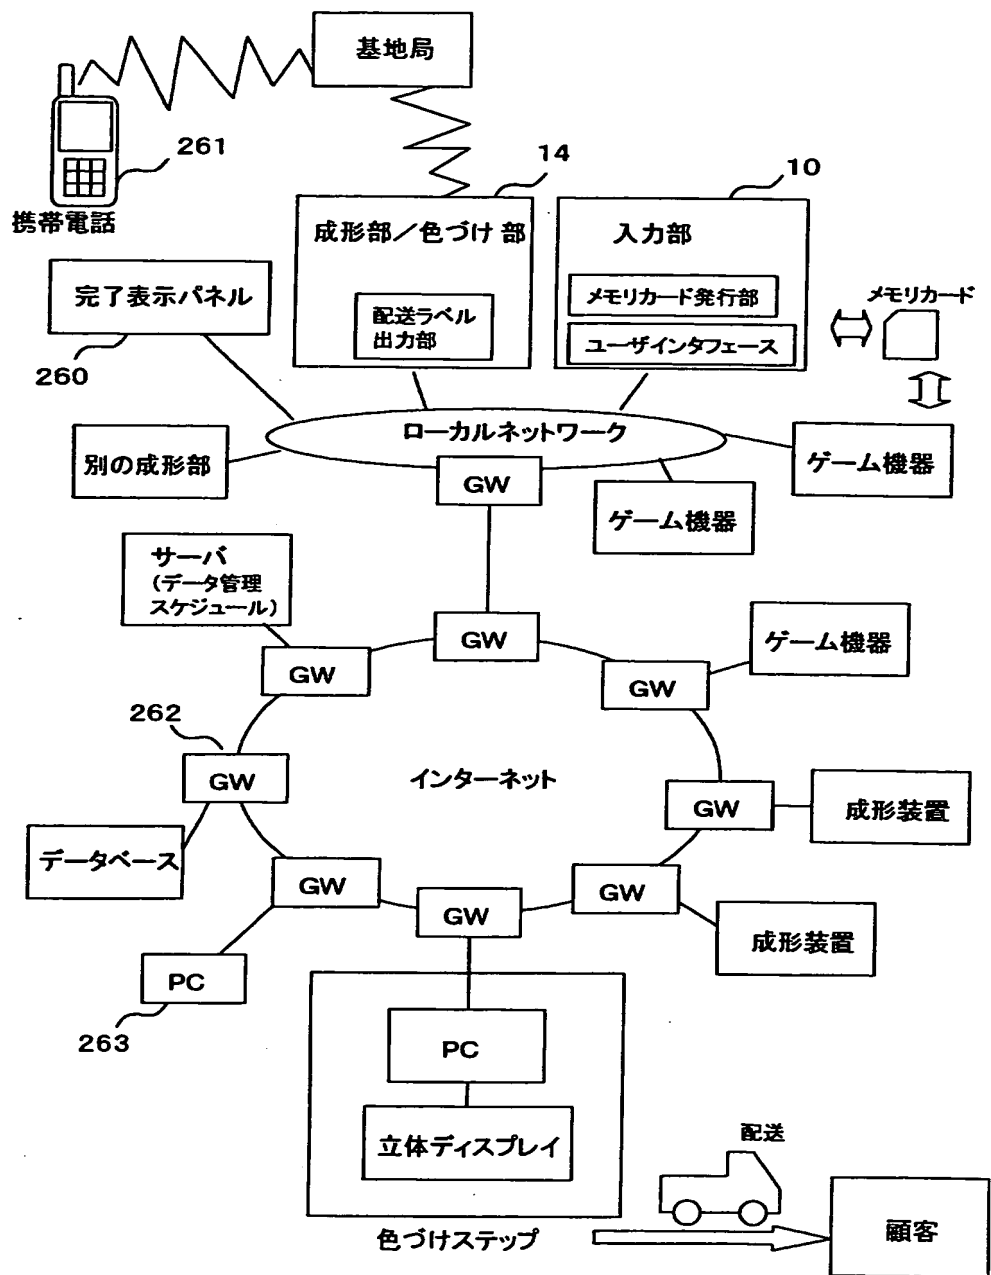 基地局
261
携帯電話
14
10
成形部／色づけ部
配送ラベル
出力部
入力部
メモリカード発行部
ユーザインタフェース
メモリカード
完了表示パネル
260
ローカルネットワーク
別の成形部
GW
ゲーム機器
ゲーム機器
サーバ
(データ管理
スケジュール)
GW
GW
GW
ゲーム機器
262
GW
インターネット
GW
成形装置
データベース
GW
GW
GW
成形装置
PC
263
PC
立体ディスプレイ
色づけステップ
配送
顧客